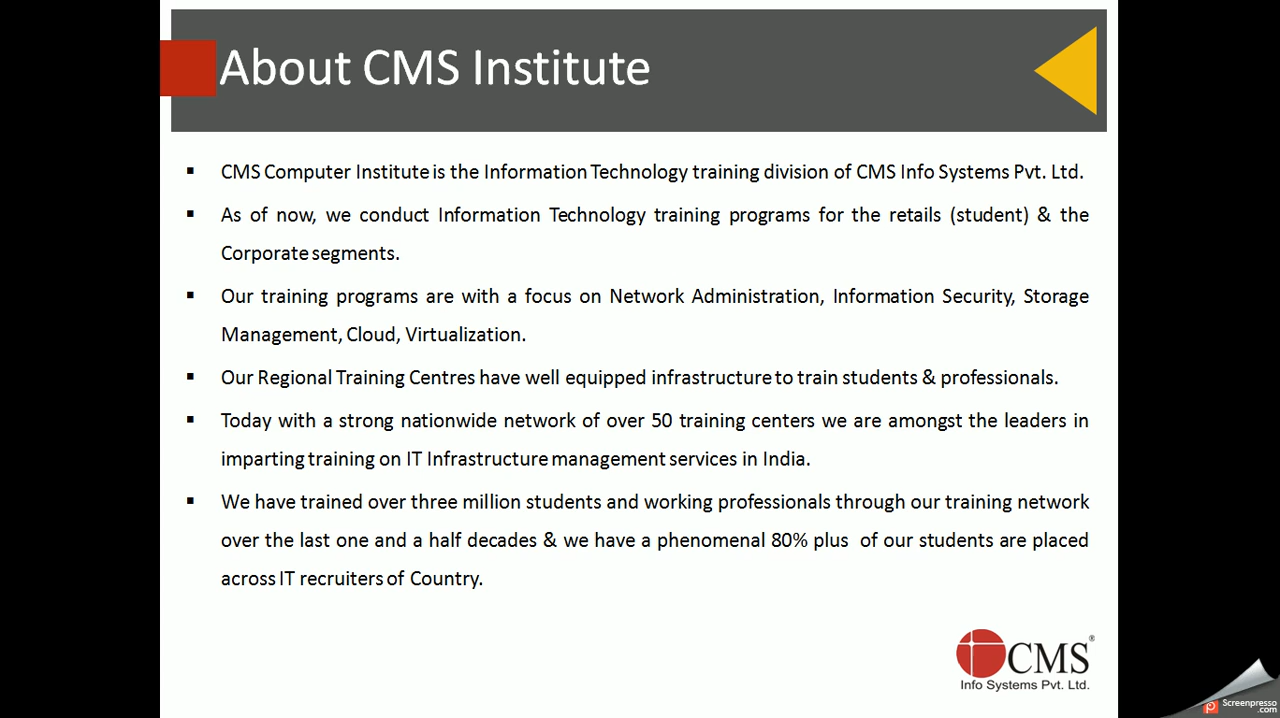 About CMS Institute
▪ CMS Computer Institute is the Information Technology training division of CMS Info Systems Pvt. Ltd.
▪ As of now, we conduct Information Technology training programs for the retails (student) & the
Corporate segments.
▪ Our training programs are with a focus on Network Administration, Information Security, Storage
Management, Cloud, Virtualization.
▪ Our Regional Training Centres have well equipped infrastructure to train students & professionals.
▪ Today with a strong nationwide network of over 50 training centers we are amongst the leaders in
imparting training on IT Infrastructure management services in India.
▪ We have trained over three million students and working professionals through our training network
over the last one and a half decades & we have a phenomenal 80% plus of our students are placed
across IT recruiters of Country.
CMS®
Info Systems Pvt. Ltd.
Screenpresso
.com